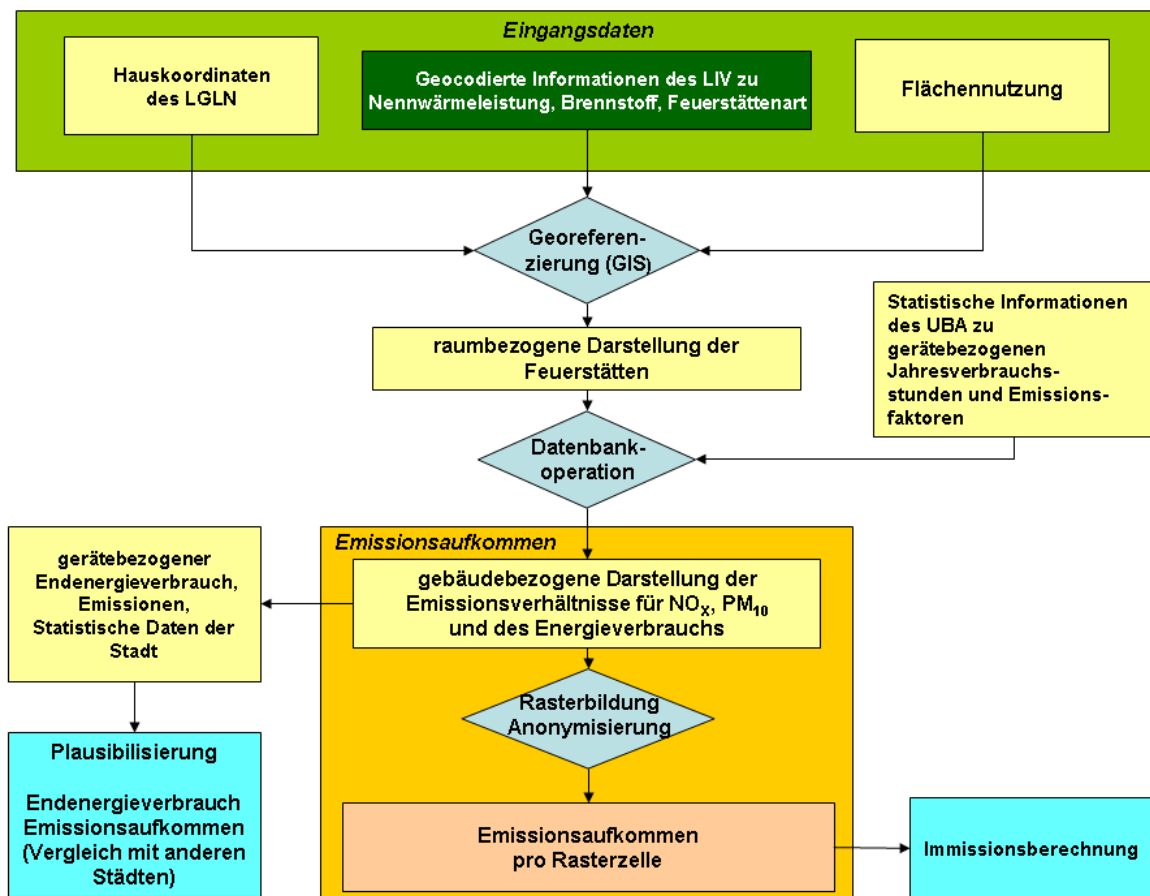 Eingangsdaten
Hauskoordinaten
des LGLN
Geocodierte Informationen des LIV zu
Nennwärmeleistung, Brennstoff, Feuerstättenart
Flächennutzung
Georeferen-
zierung (GIS)
Statistische Informationen
des UBA zu
gerätebezogenen
Jahresverbrauchs-
stunden und Emissions-
faktoren
raumbezogene Darstellung der
Feuerstätten
Datenbank-
operation
Emissionsaufkommen
gebäudebezogene Darstellung der
Emissionsverhältnisse für NOX, PM10
und des Energieverbrauchs
gerätebezogener
Endenergieverbrauch,
Emissionen,
Statistische Daten der
Stadt
Rasterbildung
Anonymisierung
Plausibilisierung
Endenergieverbrauch
Emissionsaufkommen
(Vergleich mit anderen
Städten)
Emissionsaufkommen
pro Rasterzelle
Immissionsberechnung